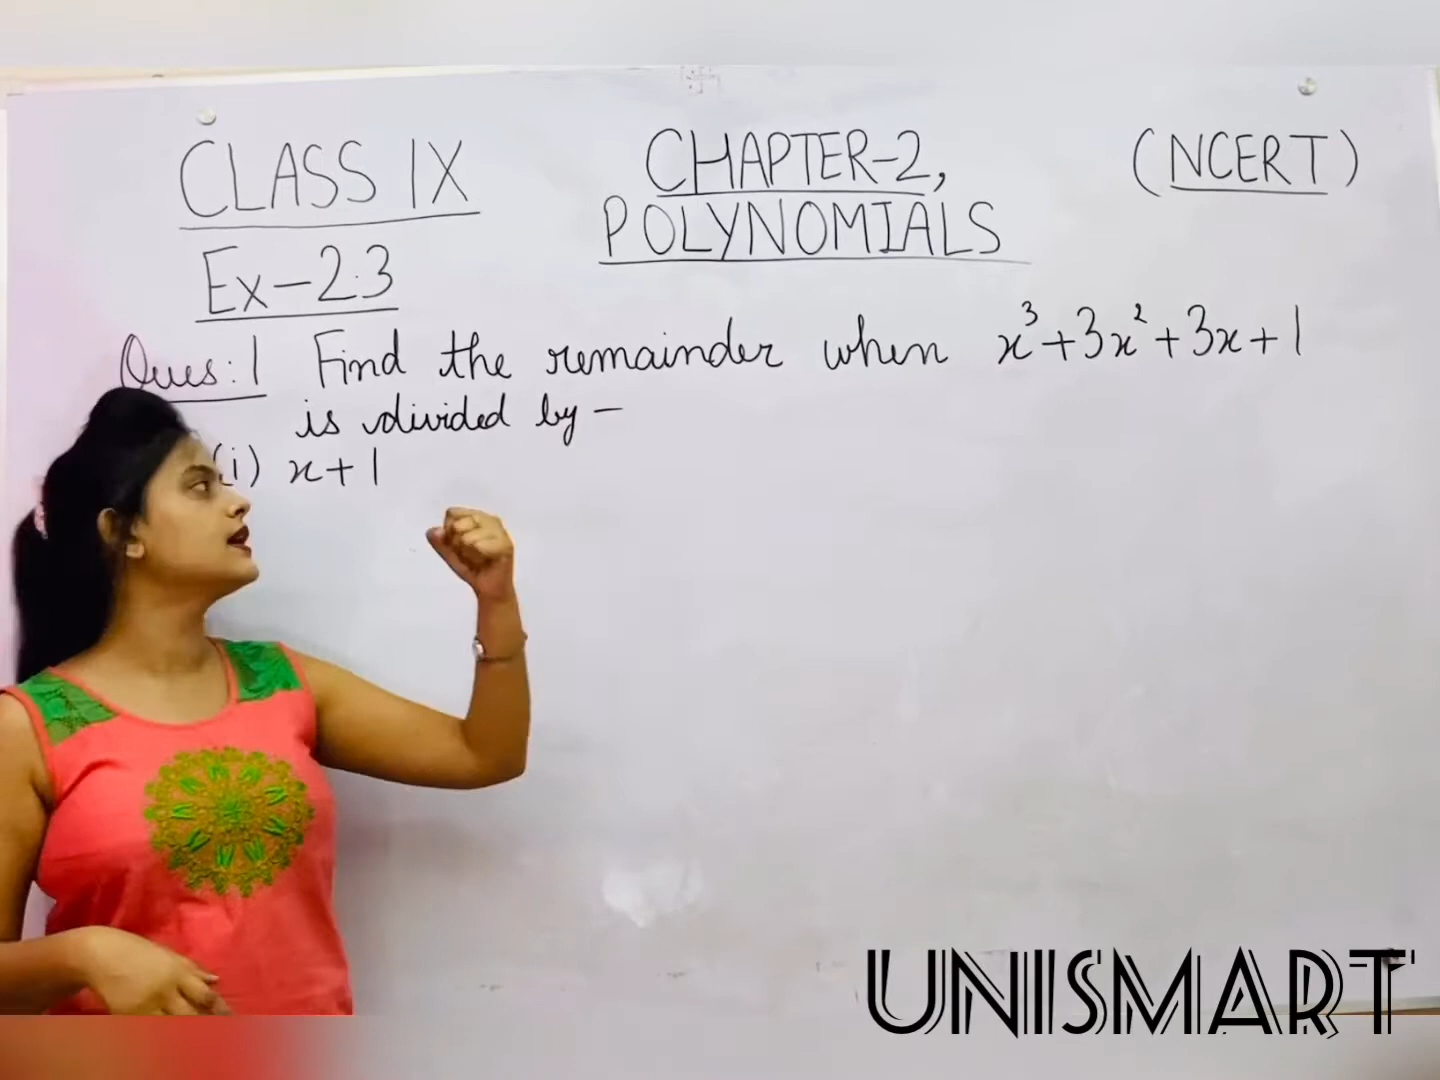 CLASS IX
CHAPTER-2,
POLYNOMIALS
(NCERT)
Ex-2.3
Ques:1 Find the remainder when x³+3x²+3x+1
is divided by -
(i) x+1
UNISMART